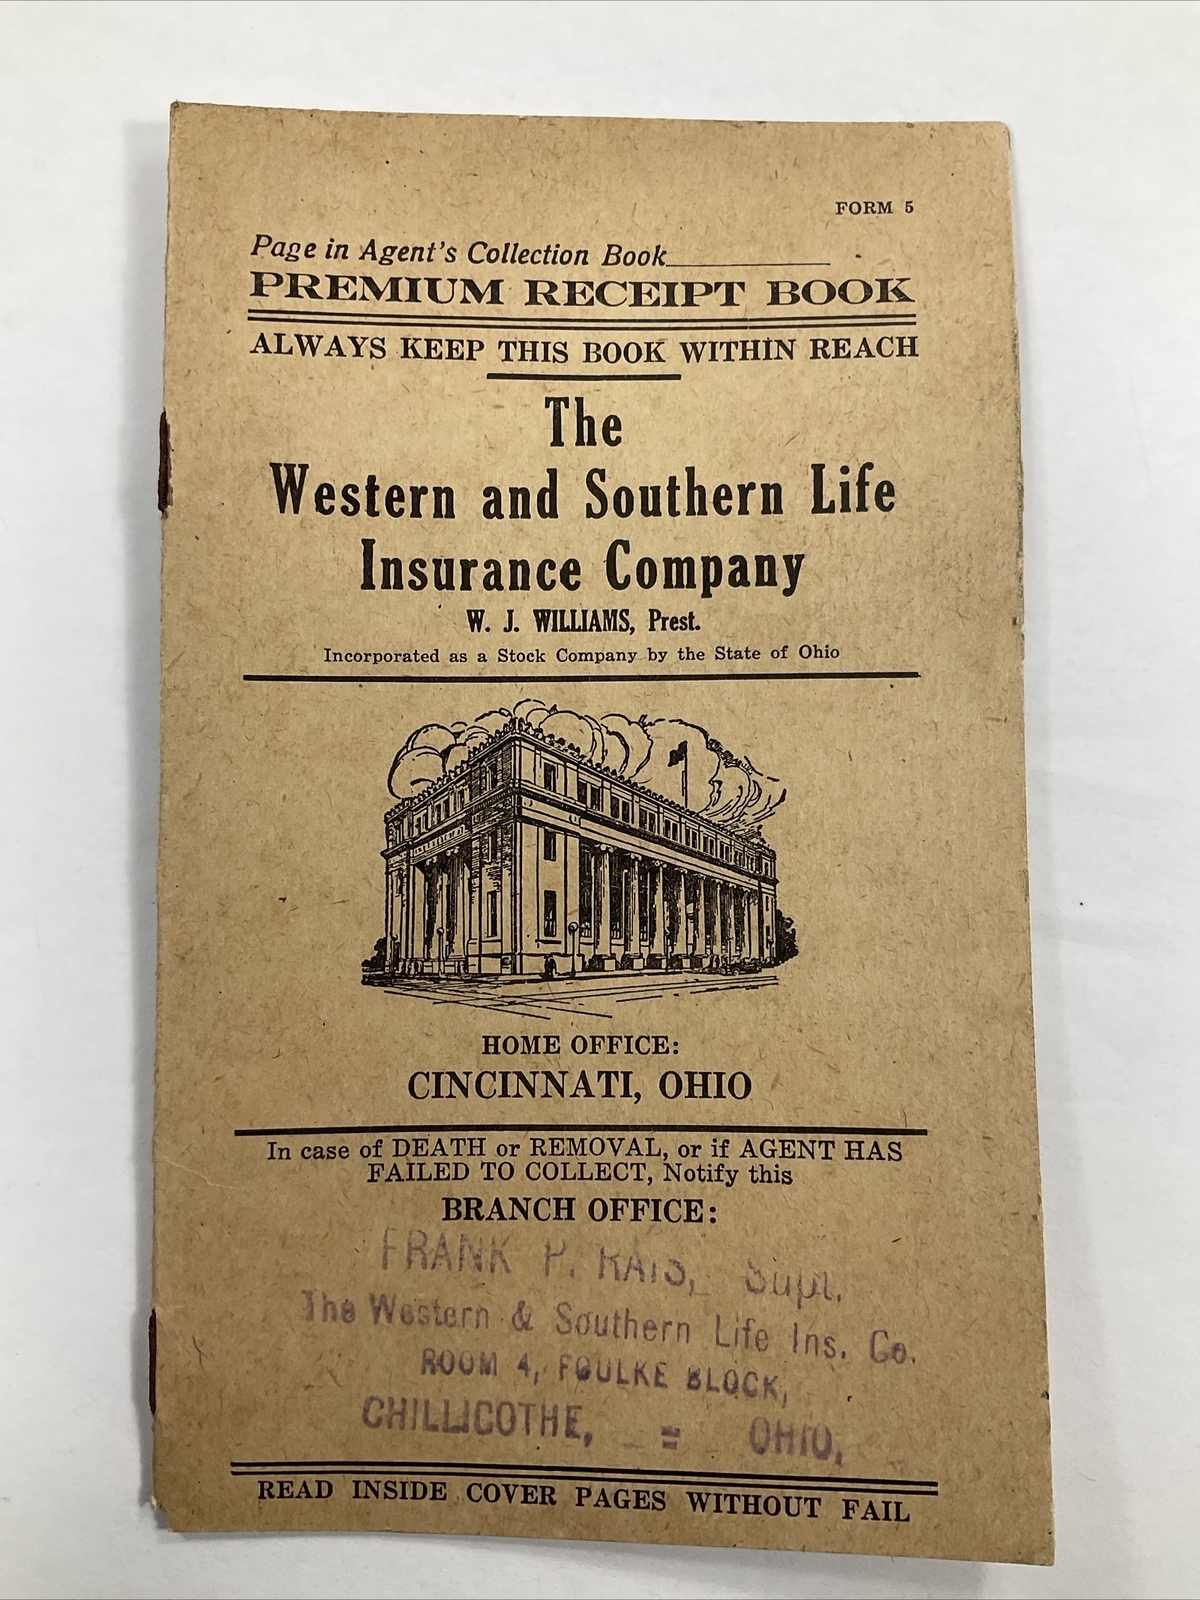 FORM 5
Page in Agent's Collection Book
PREMIUM RECEIPT BOOK
ALWAYS KEEP THIS BOOK WITHIN REACH
The
Western and Southern Life
Insurance Company
W. J. WILLIAMS, Prest.
Incorporated as a Stock Company by the State of Ohio
HOME OFFICE:
CINCINNATI, OHIO
In case of DEATH or REMOVAL, or if AGENT HAS
FAILED TO COLLECT, Notify this
BRANCH OFFICE:
FRANK P. Supt.
The Western & Southern Life Ins. Co.
ROOM 4, FOULKE BLOCK,
CHILLICOTHE, = OHIO.
READ INSIDE COVER PAGES WITHOUT FAIL